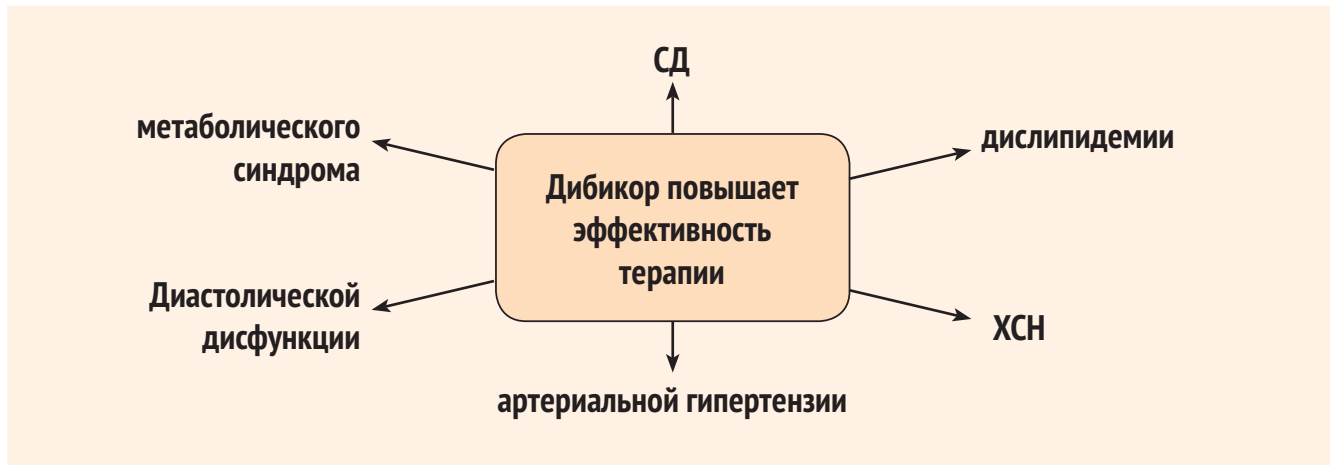 СД
метаболического
синдрома
дислипидемии
Дибикор повышает
эффективность
терапии
Диастолической
дисфункции
ХСН
артериальной гипертензии